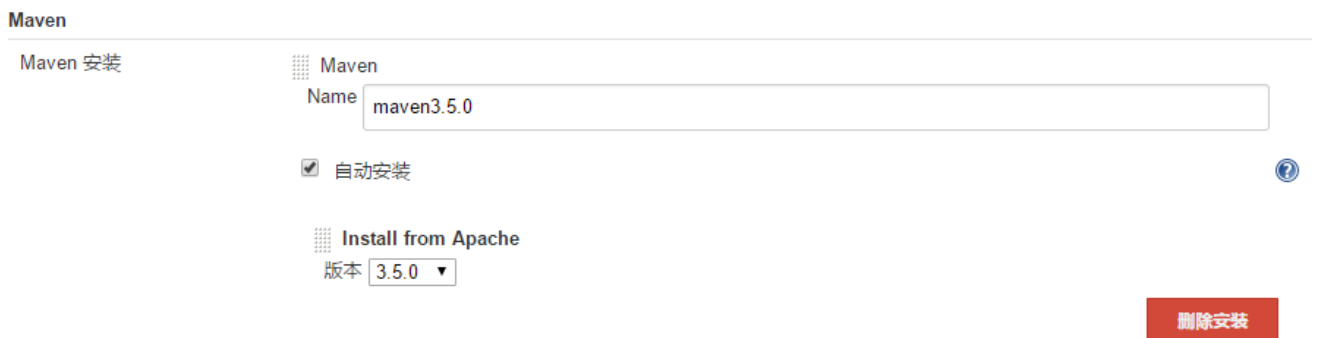 Maven
Maven 安装
Maven
Name
maven3.5.0
自动安装
Install from Apache
版本 3.5.0
删除安装